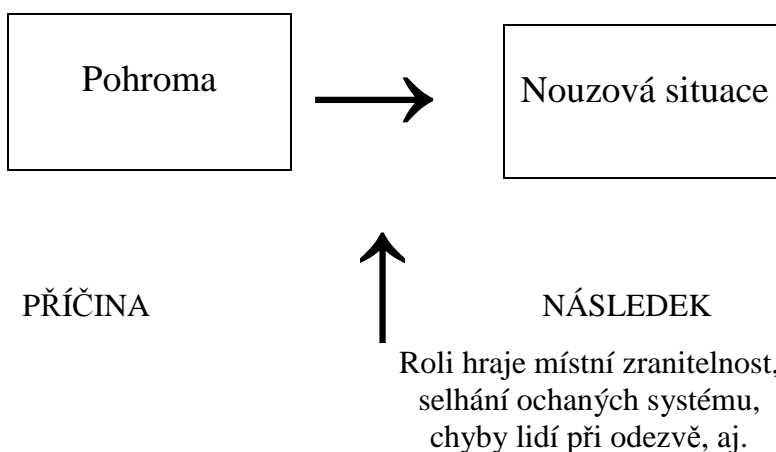 Pohroma
Nouzová situace
PŘÍČINA
NÁSLEDEK
Roli hraje místní zranitelnost,
selhání ochaných systému,
chyby lidí při odezvě, aj.